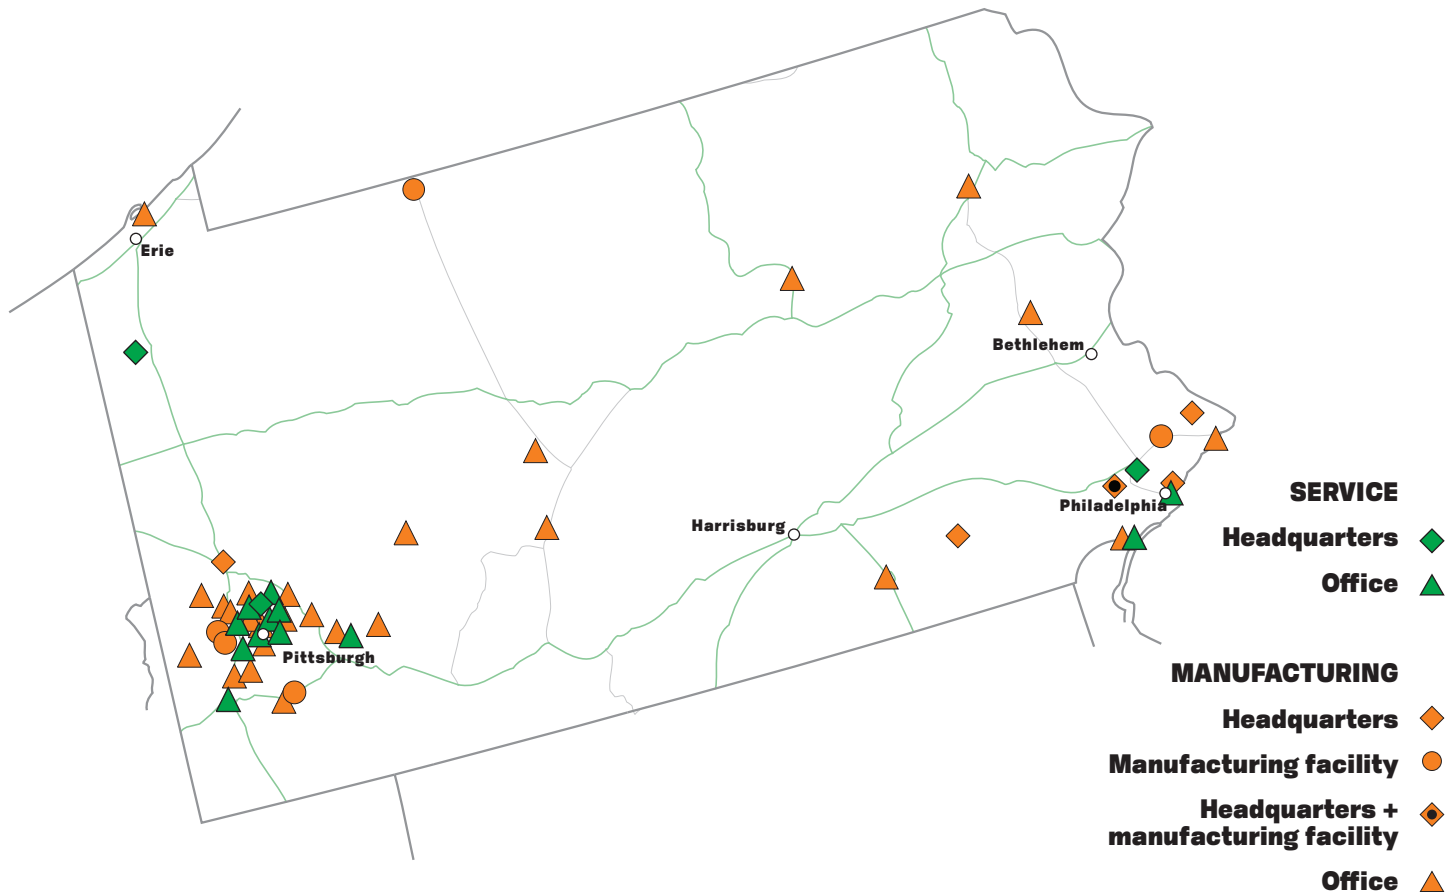 Erie
Bethlehem
Harrisburg
Philadelphia
Pittsburgh
SERVICE
Headquarters
Office
MANUFACTURING
Headquarters
Manufacturing facility
Headquarters +
manufacturing facility
Office